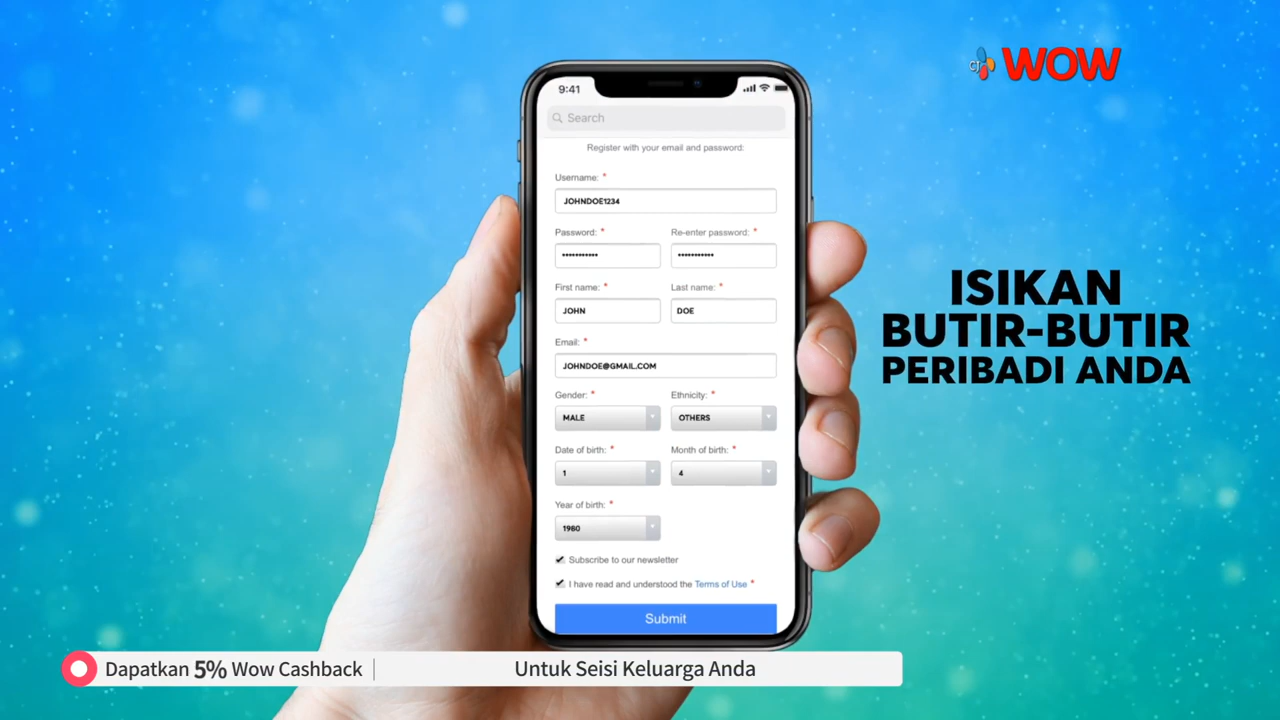 CJ WOW
9:41
Search
Register with your email and password:
Username: *
JOHNDOE1234
Password: * Re-enter password: *
*********** ***********
First name: * Last name: *
JOHN DOE
Email: *
JOHNDOE@GMAIL.COM
Gender: * Ethnicity: *
MALE OTHERS
Date of birth: * Month of birth: *
1 4
Year of birth: *
1980
Subscribe to our newsletter
I have read and understood the Terms of Use *
Submit
ISIKAN
BUTIR-BUTIR
PERIBADI ANDA
Dapatkan 5% Wow Cashback | Untuk Seisi Keluarga Anda